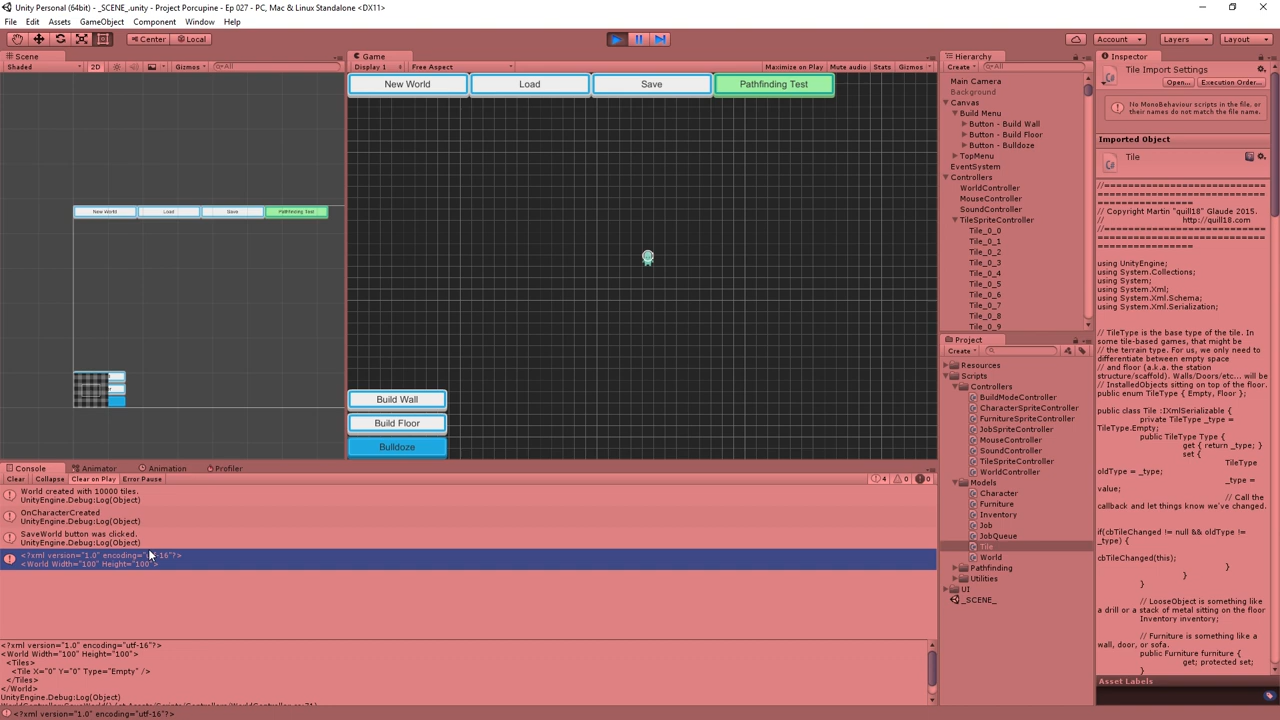 Unity Personal (64bit) - _SCENE_.unity - Project Porcupine - Ep 027 - PC, Mac & Linux Standalone <DX11>
File Edit Assets GameObject Component Window Help
Center Local
Account Layers Layout
Scene
Shaded 2D Gizmos All
New World Load Save Pathfinding Test
Game
Display 1 Free Aspect Maximize on Play Mute audio Stats Gizmos
New World Load Save Pathfinding Test
Build Wall
Build Floor
Bulldoze
Console Animator Animation Profiler
Clear Collapse Clear on Play Error Pause 4 0 0
World created with 10000 tiles.
UnityEngine.Debug:Log(Object)
OnCharacterCreated
UnityEngine.Debug:Log(Object)
SaveWorld button was clicked.
UnityEngine.Debug:Log(Object)
<?xml version="1.0" encoding="utf-16"?>
<World Width="100" Height="100">
<?xml version="1.0" encoding="utf-16"?>
<World Width="100" Height="100">
<Tiles>
<Tile X="0" Y="0" Type="Empty" />
</Tiles>
</World>
UnityEngine.Debug:Log(Object)
<?xml version="1.0" encoding="utf-16"?>
Hierarchy
Create All
Main Camera
Background
Canvas
Build Menu
Button - Build Wall
Button - Build Floor
Button - Bulldoze
TopMenu
EventSystem
Controllers
WorldController
MouseController
SoundController
TileSpriteController
Tile_0_0
Tile_0_1
Tile_0_2
Tile_0_3
Tile_0_4
Tile_0_5
Tile_0_6
Tile_0_7
Tile_0_8
Tile_0_9
Project
Create
Resources
Scripts
Controllers
BuildModeController
CharacterSpriteController
FurnitureSpriteController
JobSpriteController
MouseController
SoundController
TileSpriteController
WorldController
Models
Character
Furniture
Inventory
Job
JobQueue
Tile
World
Pathfinding
Utilities
UI
_SCENE_
Inspector
Tile Import Settings
Open... Execution Order...
No MonoBehaviour scripts in the file, or
their names do not match the file name.
Imported Object
Tile
//=============================
=============================
=================
// Copyright Martin "quill18" Glaude 2015.
// http://quill18.com
//=============================
=============================
=================
using UnityEngine;
using System.Collections;
using System;
using System.Xml;
using System.Xml.Schema;
using System.Xml.Serialization;
// TileType is the base type of the tile. In
some tile-based games, that might be
// the terrain type. For us, we only need to
differentiate between empty space
// and floor (a.k.a. the station
structure/scaffold). Walls/Doors/etc... will be
// InstalledObjects sitting on top of the floor.
public enum TileType { Empty, Floor };
public class Tile :IXmlSerializable {
private TileType _type =
TileType.Empty;
public TileType Type {
get { return _type; }
set {
TileType
oldType = _type;
_type =
value;
// Call the
callback and let things know we've changed.
if(cbTileChanged != null && oldType !=
_type) {
cbTileChanged(this);
}
}
}
// LooseObject is something like
a drill or a stack of metal sitting on the floor
Inventory inventory;
// Furniture is something like a
wall, door, or sofa.
public Furniture furniture {
get; protected set;
}
Asset Labels